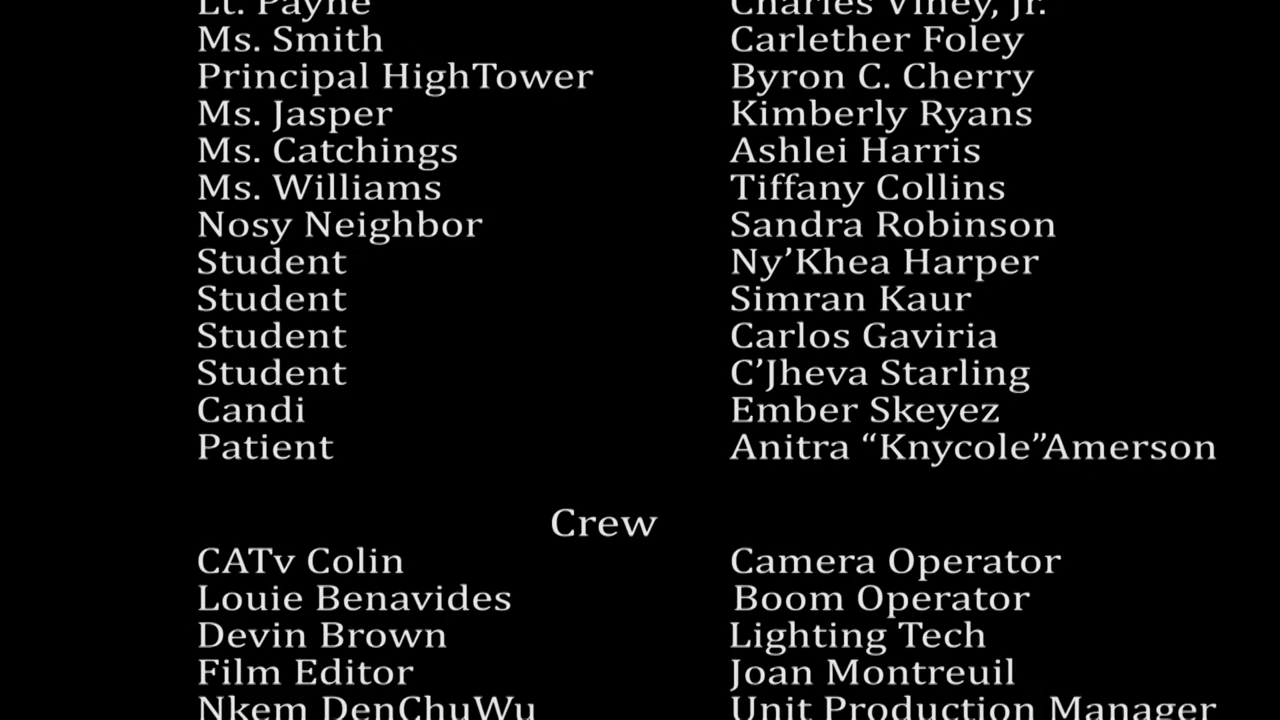 Lt. Payne Charles Viney, Jr.
Ms. Smith Carlether Foley
Principal HighTower Byron C. Cherry
Ms. Jasper Kimberly Ryans
Ms. Catchings Ashlei Harris
Ms. Williams Tiffany Collins
Nosy Neighbor Sandra Robinson
Student Ny’Khea Harper
Student Simran Kaur
Student Carlos Gaviria
Student C’Jheva Starling
Candi Ember Skeyez
Patient Anitra “Knycole”Amerson
Crew
CATv Colin Camera Operator
Louie Benavides Boom Operator
Devin Brown Lighting Tech
Film Editor Joan Montreuil
Nkem DenChuWu Unit Production Manager